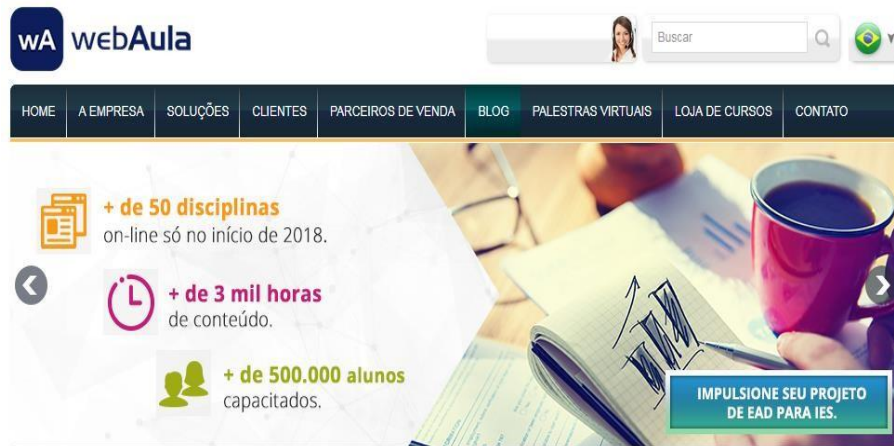 wA webAula
Buscar
HOME A EMPRESA SOLUÇÕES CLIENTES PARCEIROS DE VENDA BLOG PALESTRAS VIRTUAIS LOJA DE CURSOS CONTATO
+ de 50 disciplinas
on-line só no início de 2018.
+ de 3 mil horas
de conteúdo.
+ de 500.000 alunos
capacitados.
IMPULSIONE SEU PROJETO
DE EAD PARA IES.